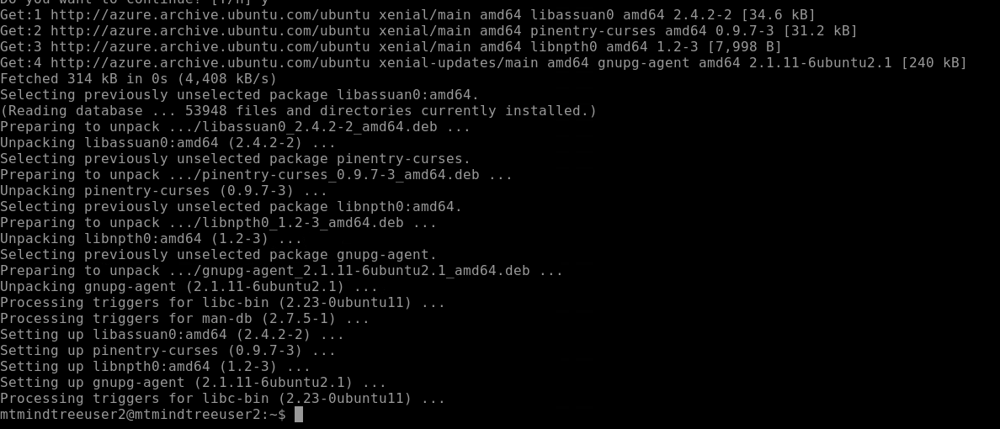 Do you want to continue? [Y/n] y
Get:1 http://azure.archive.ubuntu.com/ubuntu xenial/main amd64 libassuan0 amd64 2.4.2-2 [34.6 kB]
Get:2 http://azure.archive.ubuntu.com/ubuntu xenial/main amd64 pinentry-curses amd64 0.9.7-3 [31.2 kB]
Get:3 http://azure.archive.ubuntu.com/ubuntu xenial/main amd64 libnpth0 amd64 1.2-3 [7,998 B]
Get:4 http://azure.archive.ubuntu.com/ubuntu xenial-updates/main amd64 gnupg-agent amd64 2.1.11-6ubuntu2.1 [240 kB]
Fetched 314 kB in 0s (4,408 kB/s)
Selecting previously unselected package libassuan0:amd64.
(Reading database ... 53948 files and directories currently installed.)
Preparing to unpack .../libassuan0_2.4.2-2_amd64.deb ...
Unpacking libassuan0:amd64 (2.4.2-2) ...
Selecting previously unselected package pinentry-curses.
Preparing to unpack .../pinentry-curses_0.9.7-3_amd64.deb ...
Unpacking pinentry-curses (0.9.7-3) ...
Selecting previously unselected package libnpth0:amd64.
Preparing to unpack .../libnpth0_1.2-3_amd64.deb ...
Unpacking libnpth0:amd64 (1.2-3) ...
Selecting previously unselected package gnupg-agent.
Preparing to unpack .../gnupg-agent_2.1.11-6ubuntu2.1_amd64.deb ...
Unpacking gnupg-agent (2.1.11-6ubuntu2.1) ...
Processing triggers for libc-bin (2.23-0ubuntu11) ...
Processing triggers for man-db (2.7.5-1) ...
Setting up libassuan0:amd64 (2.4.2-2) ...
Setting up pinentry-curses (0.9.7-3) ...
Setting up libnpth0:amd64 (1.2-3) ...
Setting up gnupg-agent (2.1.11-6ubuntu2.1) ...
Processing triggers for libc-bin (2.23-0ubuntu11) ...
mtmindtreeuser2@mtmindtreeuser2:~$